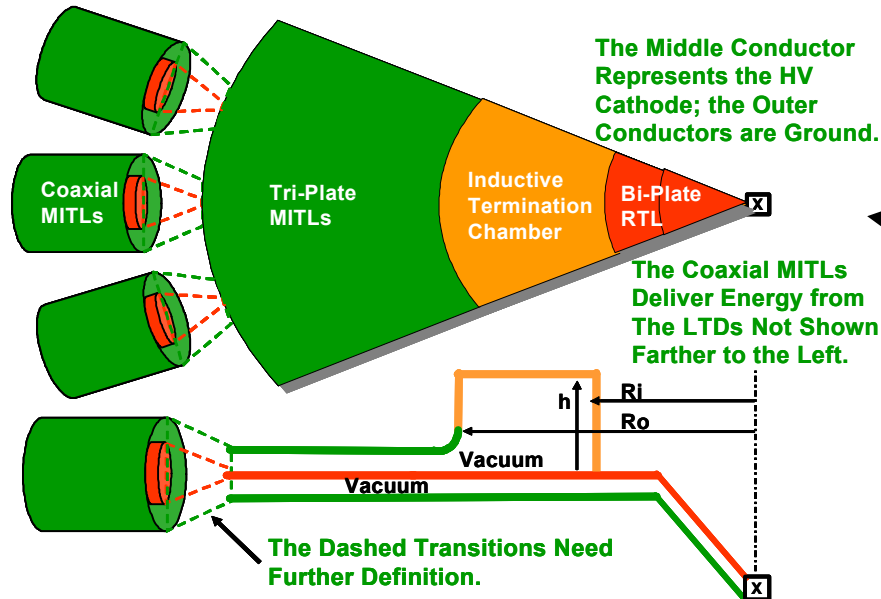 The Middle Conductor
Represents the HV
Cathode; the Outer
Conductors are Ground.
Coaxial
MITLs
Tri-Plate
MITLs
Inductive
Termination
Chamber
Bi-Plate
RTL
X
The Coaxial MITLs
Deliver Energy from
The LTDs Not Shown
Farther to the Left.
h
Ri
Ro
Vacuum
Vacuum
The Dashed Transitions Need
Further Definition.
X